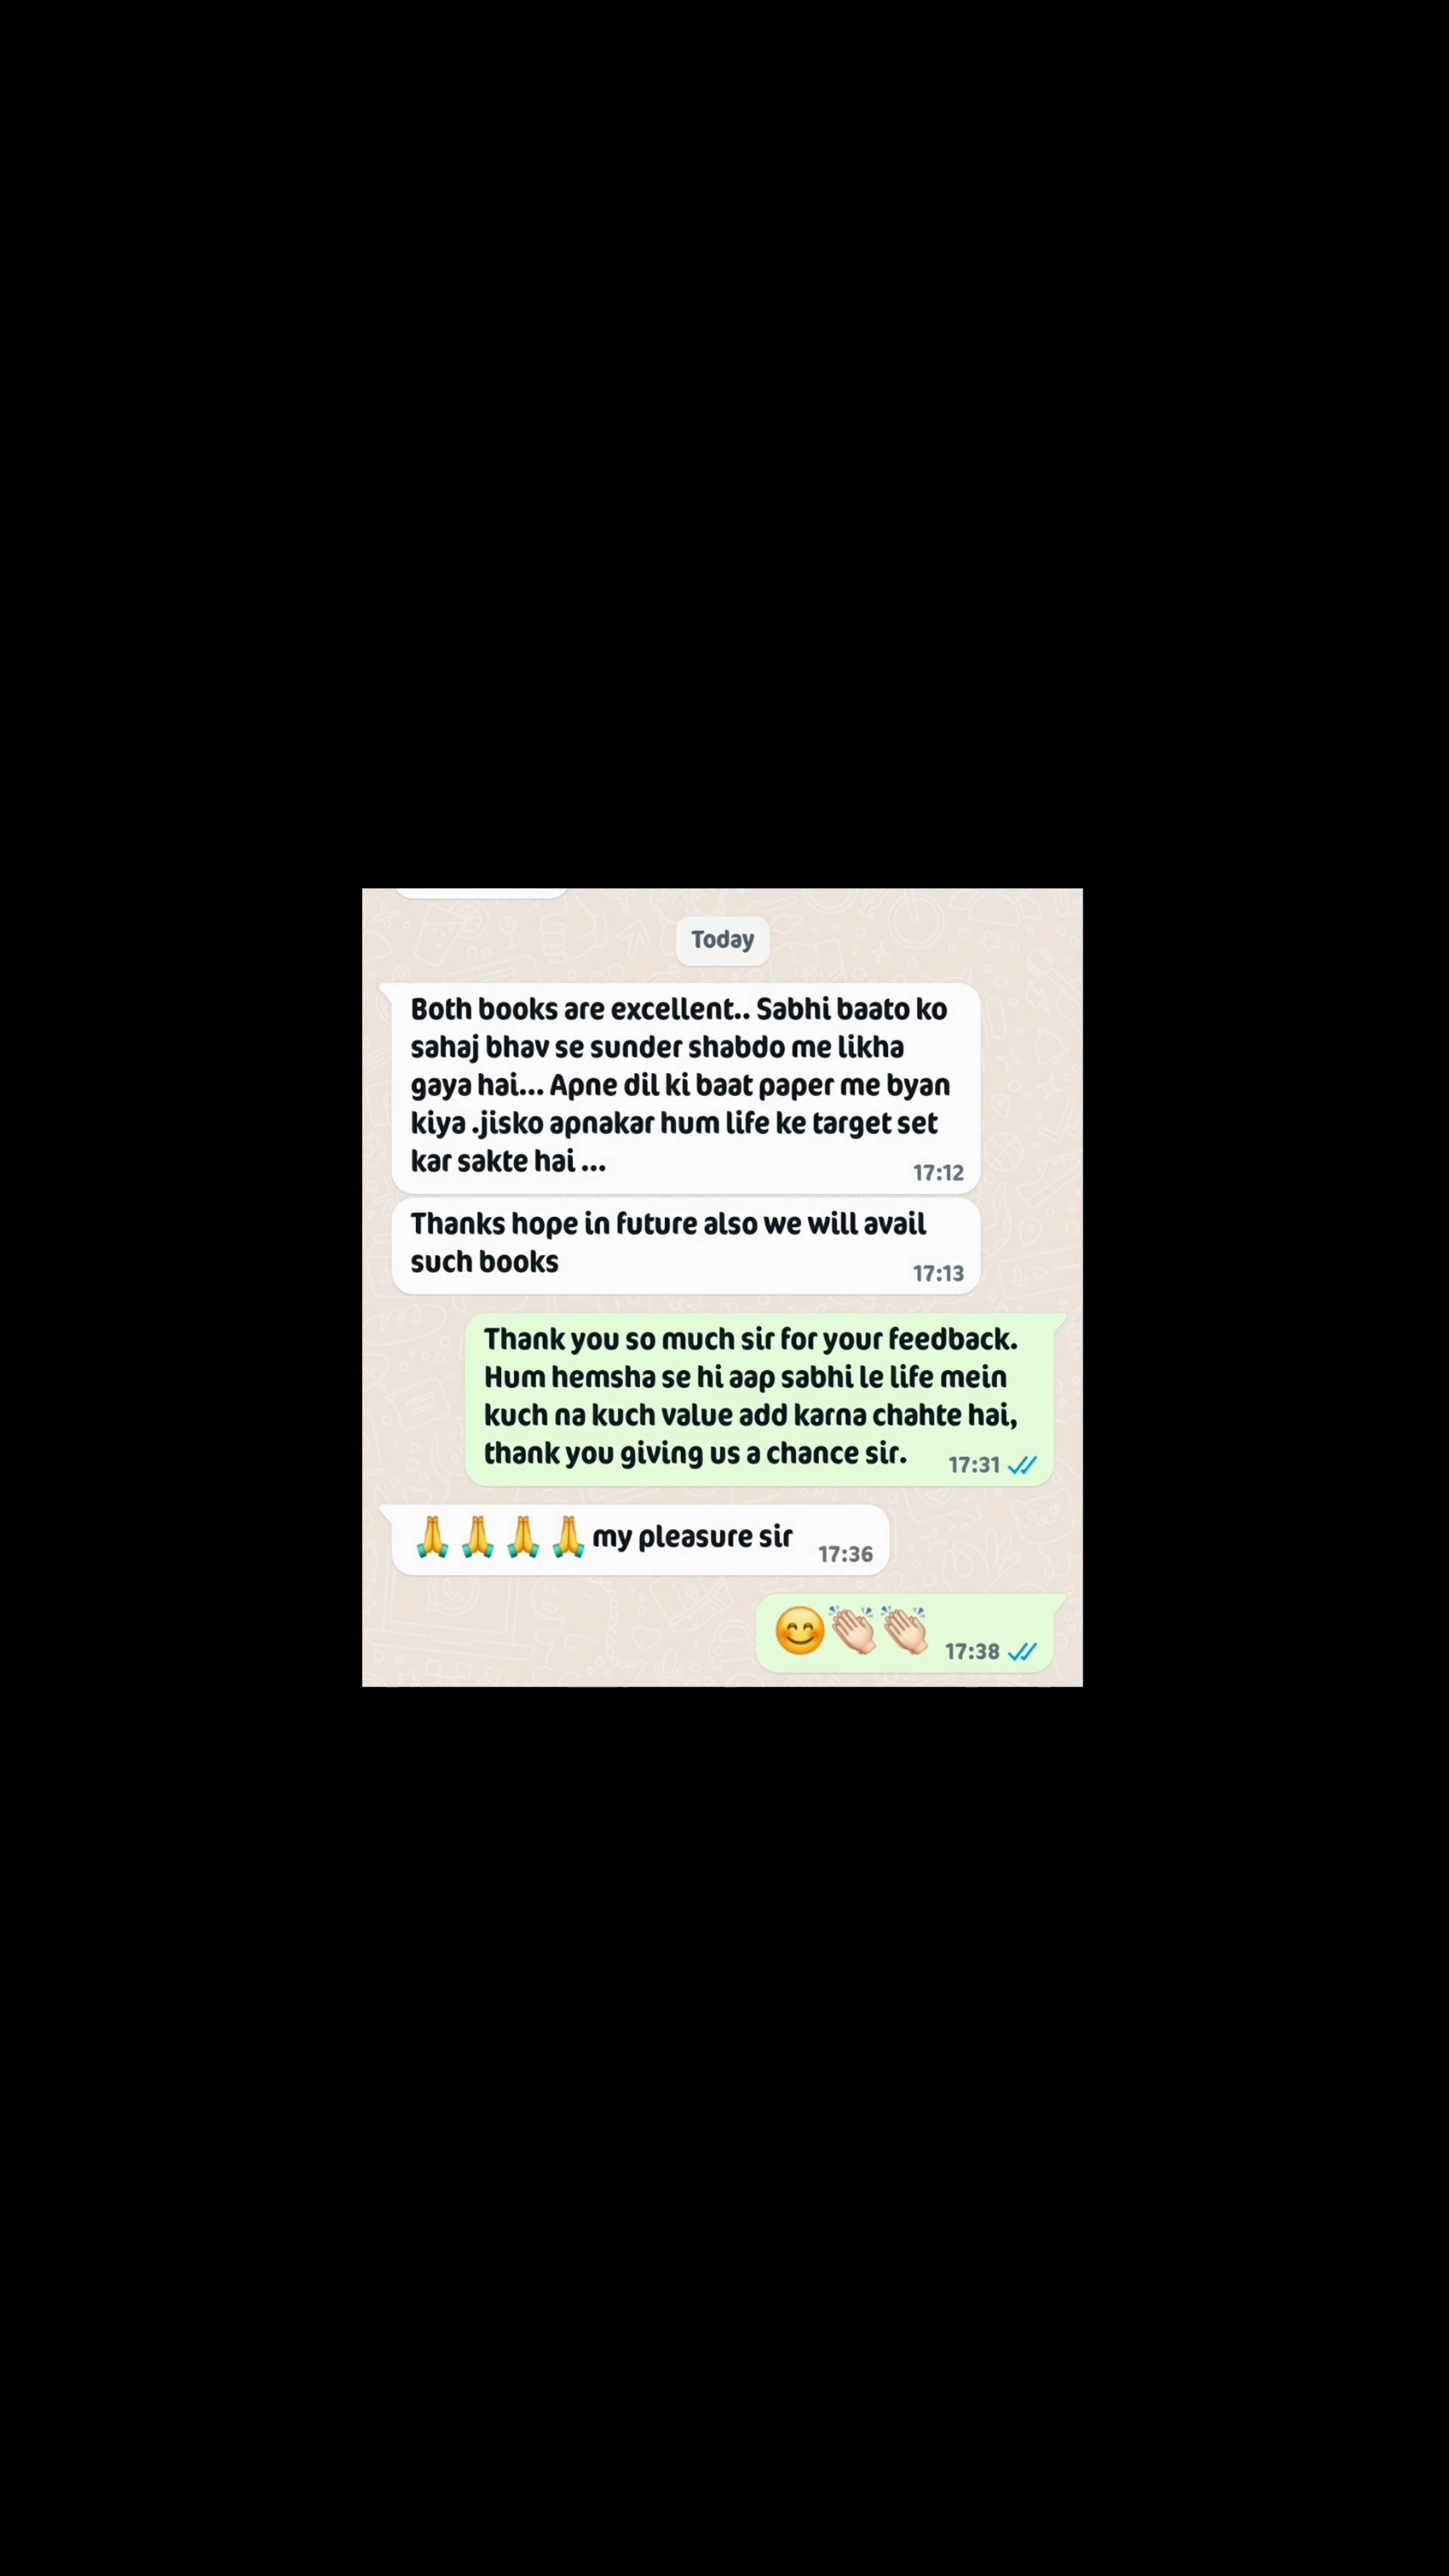 Today
Both books are excellent.. Sabhi baato ko
sahaj bhav se sunder shabdo me likha
gaya hai... Apne dil ki baat paper me byan
kiya .jisko apnakar hum life ke target set
kar sakte hai ...
17:12
Thanks hope in future also we will avail
such books
17:13
Thank you so much sir for your feedback.
Hum hemsha se hi aap sabhi le life mein
kuch na kuch value add karna chahte hai,
thank you giving us a chance sir.
17:31
🙏🙏🙏🙏my pleasure sir
17:36
😊👏🏻👏🏻
17:38